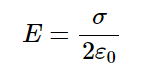 E = σ / 2ε₀